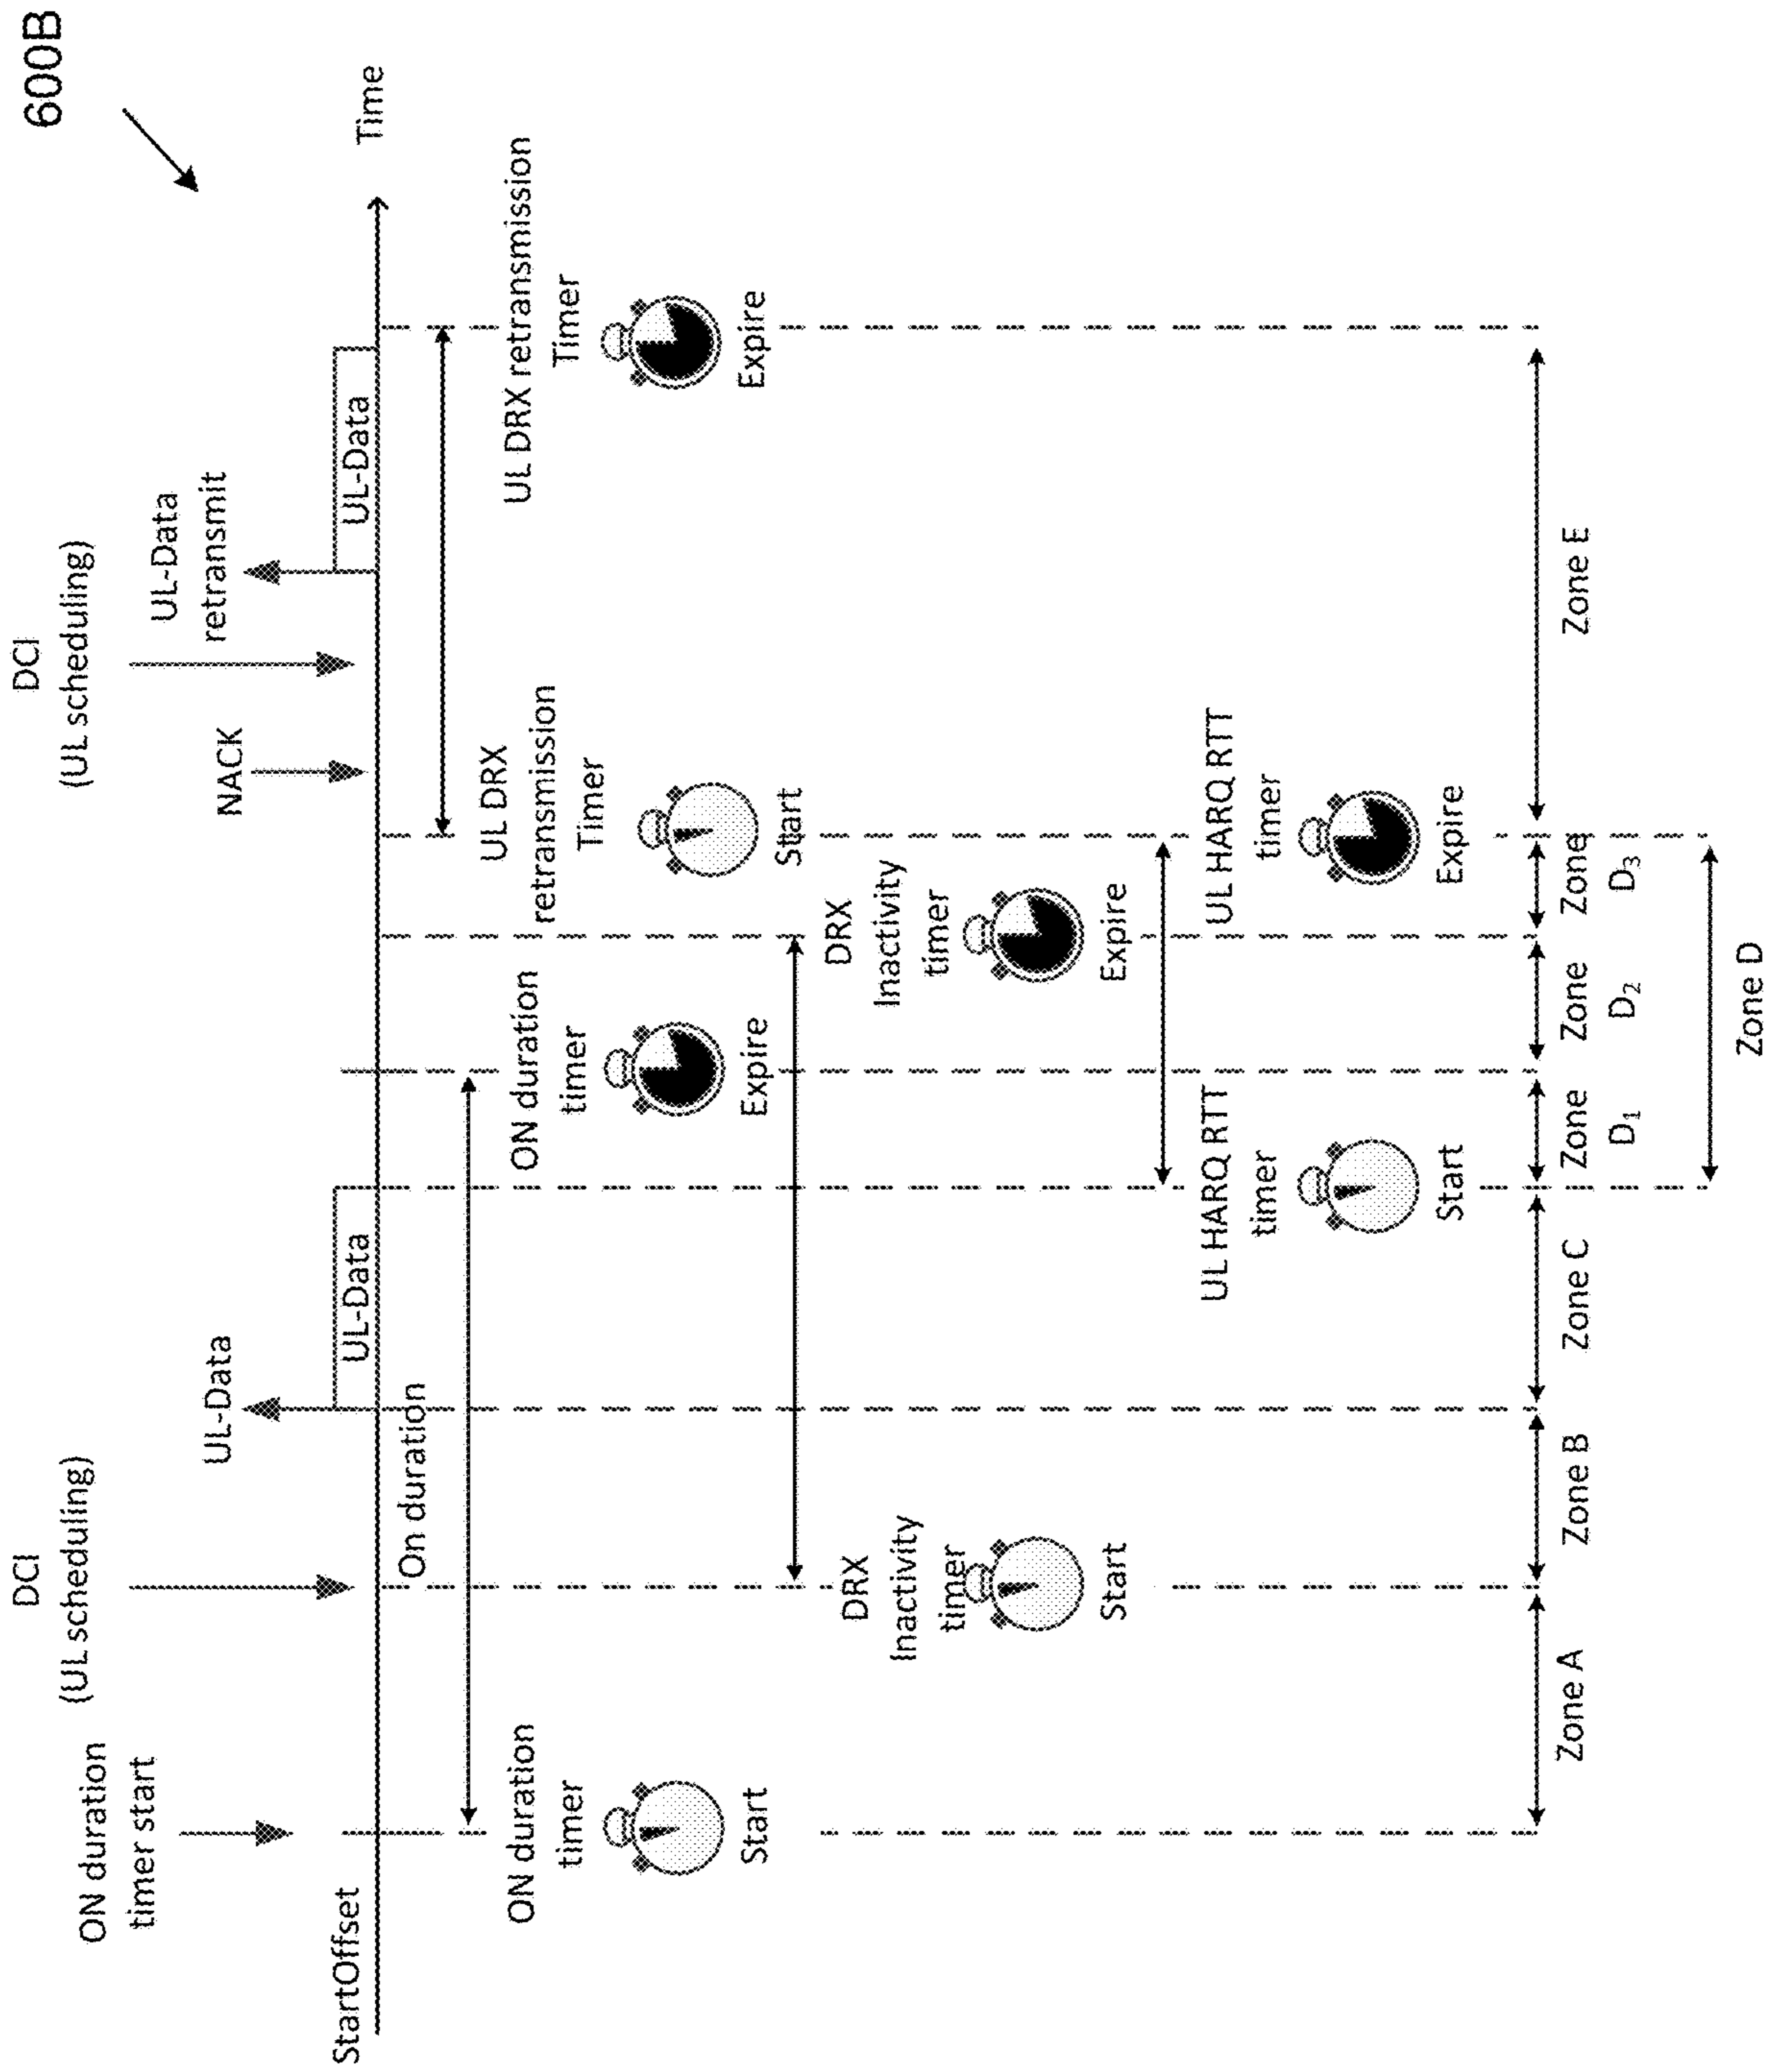 600B
ON duration
timer start
DCI
(UL scheduling)
UL-Data
NACK
DCI
(UL scheduling)
UL-Data
retransmit
StartOffset
UL-Data
UL-Data
Time
On duration
ON duration
timer
Start
ON duration
timer
Expire
UL DRX
retransmission
Timer
Start
UL DRX retransmission
Timer
Expire
DRX
Inactivity
timer
Start
DRX
Inactivity
timer
Expire
UL HARQ RTT
timer
Start
UL HARQ RTT
timer
Expire
Zone A
Zone B
Zone C
Zone
D₁
Zone
D₂
Zone
D₃
Zone E
Zone D